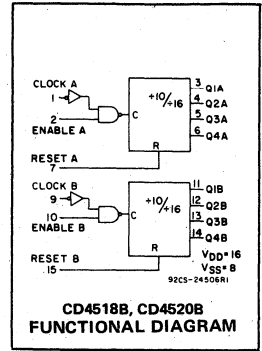 CLOCK A
1
2
ENABLE A
÷10/÷16
C
R
3 Q1A
4 Q2A
5 Q3A
6 Q4A
RESET A
7
CLOCK B
9
10
ENABLE B
÷10/÷16
C
R
11 Q1B
12 Q2B
13 Q3B
14 Q4B
RESET B
15
VDD=16
VSS=8
92CS-24506R1
CD4518B, CD4520B
FUNCTIONAL DIAGRAM